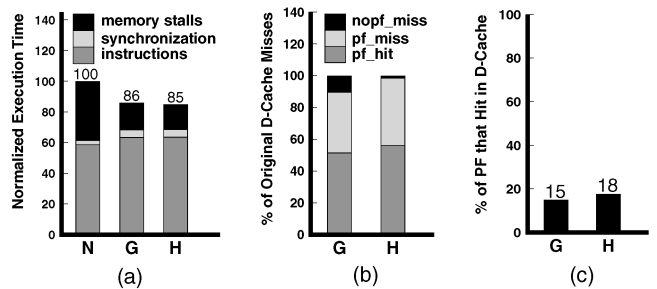 Normalized Execution Time
140
120
100
80
60
40
20
0
memory stalls
synchronization
instructions
100
86
85
N G H
(a)
% of Original D-Cache Misses
140
120
100
80
60
40
20
0
nopf_miss
pf_miss
pf_hit
G H
(b)
% of PF that Hit in D-Cache
100
80
60
40
20
0
15
18
G H
(c)